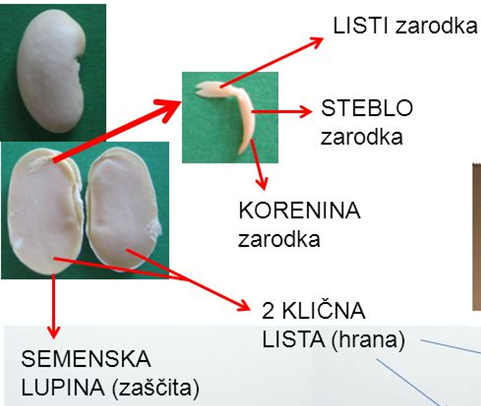 LISTI zarodka
STEBLO
zarodka
KORENINA
zarodka
2 KLIČNA
LISTA (hrana)
SEMENSKA
LUPINA (zaščita)